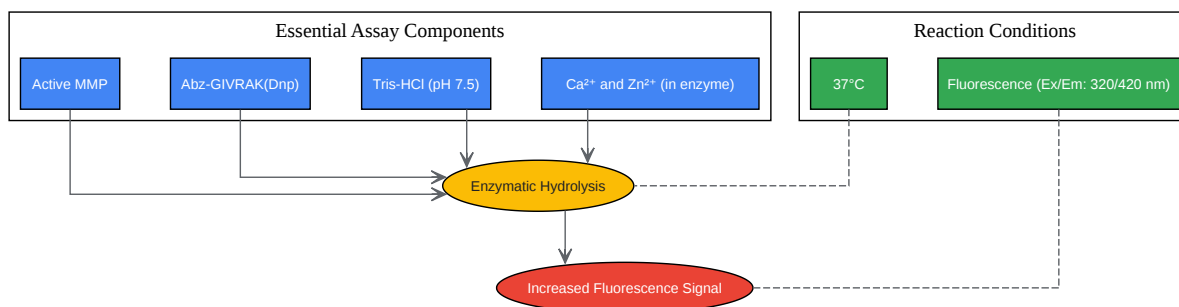 Essential Assay Components
Reaction Conditions
Active MMP
Abz-GIVRAK(Dnp)
Tris-HCl (pH 7.5)
Ca²⁺ and Zn²⁺ (in enzyme)
37°C
Fluorescence (Ex/Em: 320/420 nm)
Enzymatic Hydrolysis
Increased Fluorescence Signal